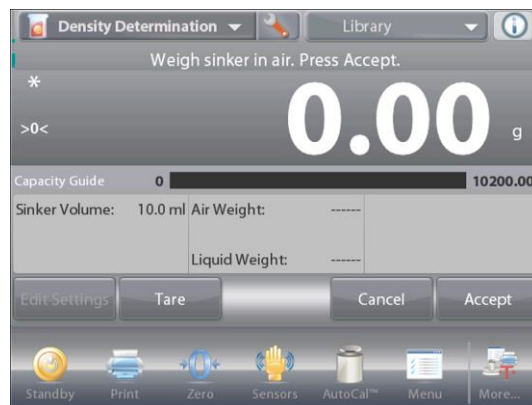 Density Determination Library
Weigh sinker in air. Press Accept.
*
>0<
0.00 g
Capacity Guide 0 10200.00
Sinker Volume: 10.0 ml Air Weight: ------
Liquid Weight: ------
Edit Settings Tare Cancel Accept
Standby Print Zero Sensors AutoCal™ Menu More...